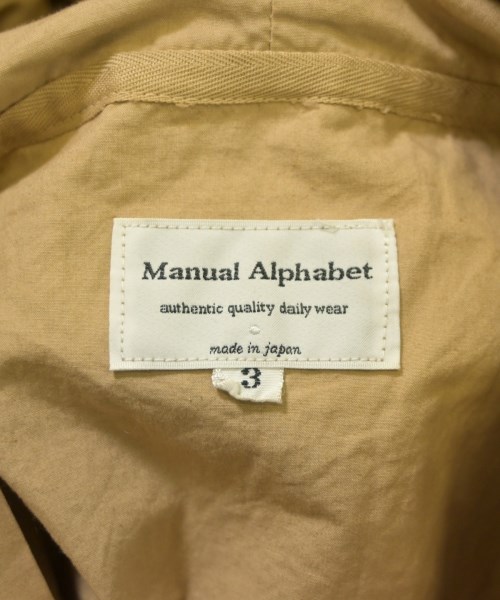 Manual Alphabet
authentic quality daily wear
made in japan
3